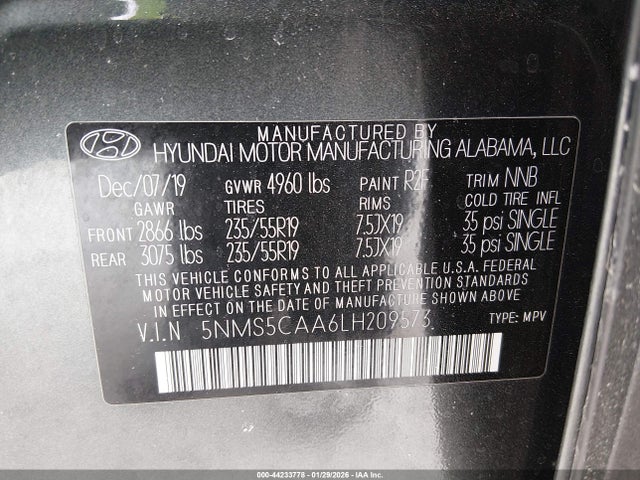 MANUFACTURED BY
HYUNDAI MOTOR MANUFACTURING ALABAMA, LLC
Dec/07/19 GVWR 4960 lbs PAINT R2F TRIM NNB
GAWR TIRES RIMS COLD TIRE INFL
FRONT 2866 lbs 235/55R19 7.5JX19 35 psi SINGLE
REAR 3075 lbs 235/55R19 7.5JX19 35 psi SINGLE
THIS VEHICLE CONFORMS TO ALL APPLICABLE U.S.A. FEDERAL
MOTOR VEHICLE SAFETY AND THEFT PREVENTION STANDARDS
IN EFFECT ON THE DATE OF MANUFACTURE SHOWN ABOVE.
V.I.N 5NMS5CAA6LH209573 TYPE: MPV
000-44233778 - 01/29/2026 - IAA Inc.